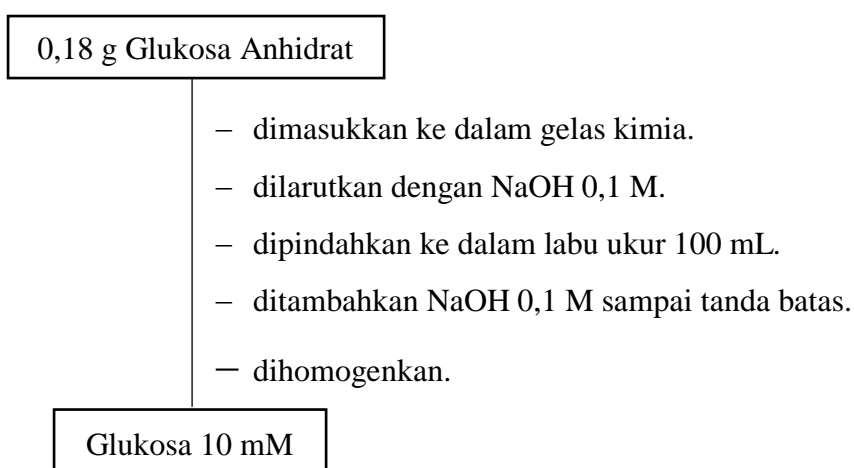 0,18 g Glukosa Anhidrat
– dimasukkan ke dalam gelas kimia.
– dilarutkan dengan NaOH 0,1 M.
– dipindahkan ke dalam labu ukur 100 mL.
– ditambahkan NaOH 0,1 M sampai tanda batas.
– dihomogenkan.
Glukosa 10 mM